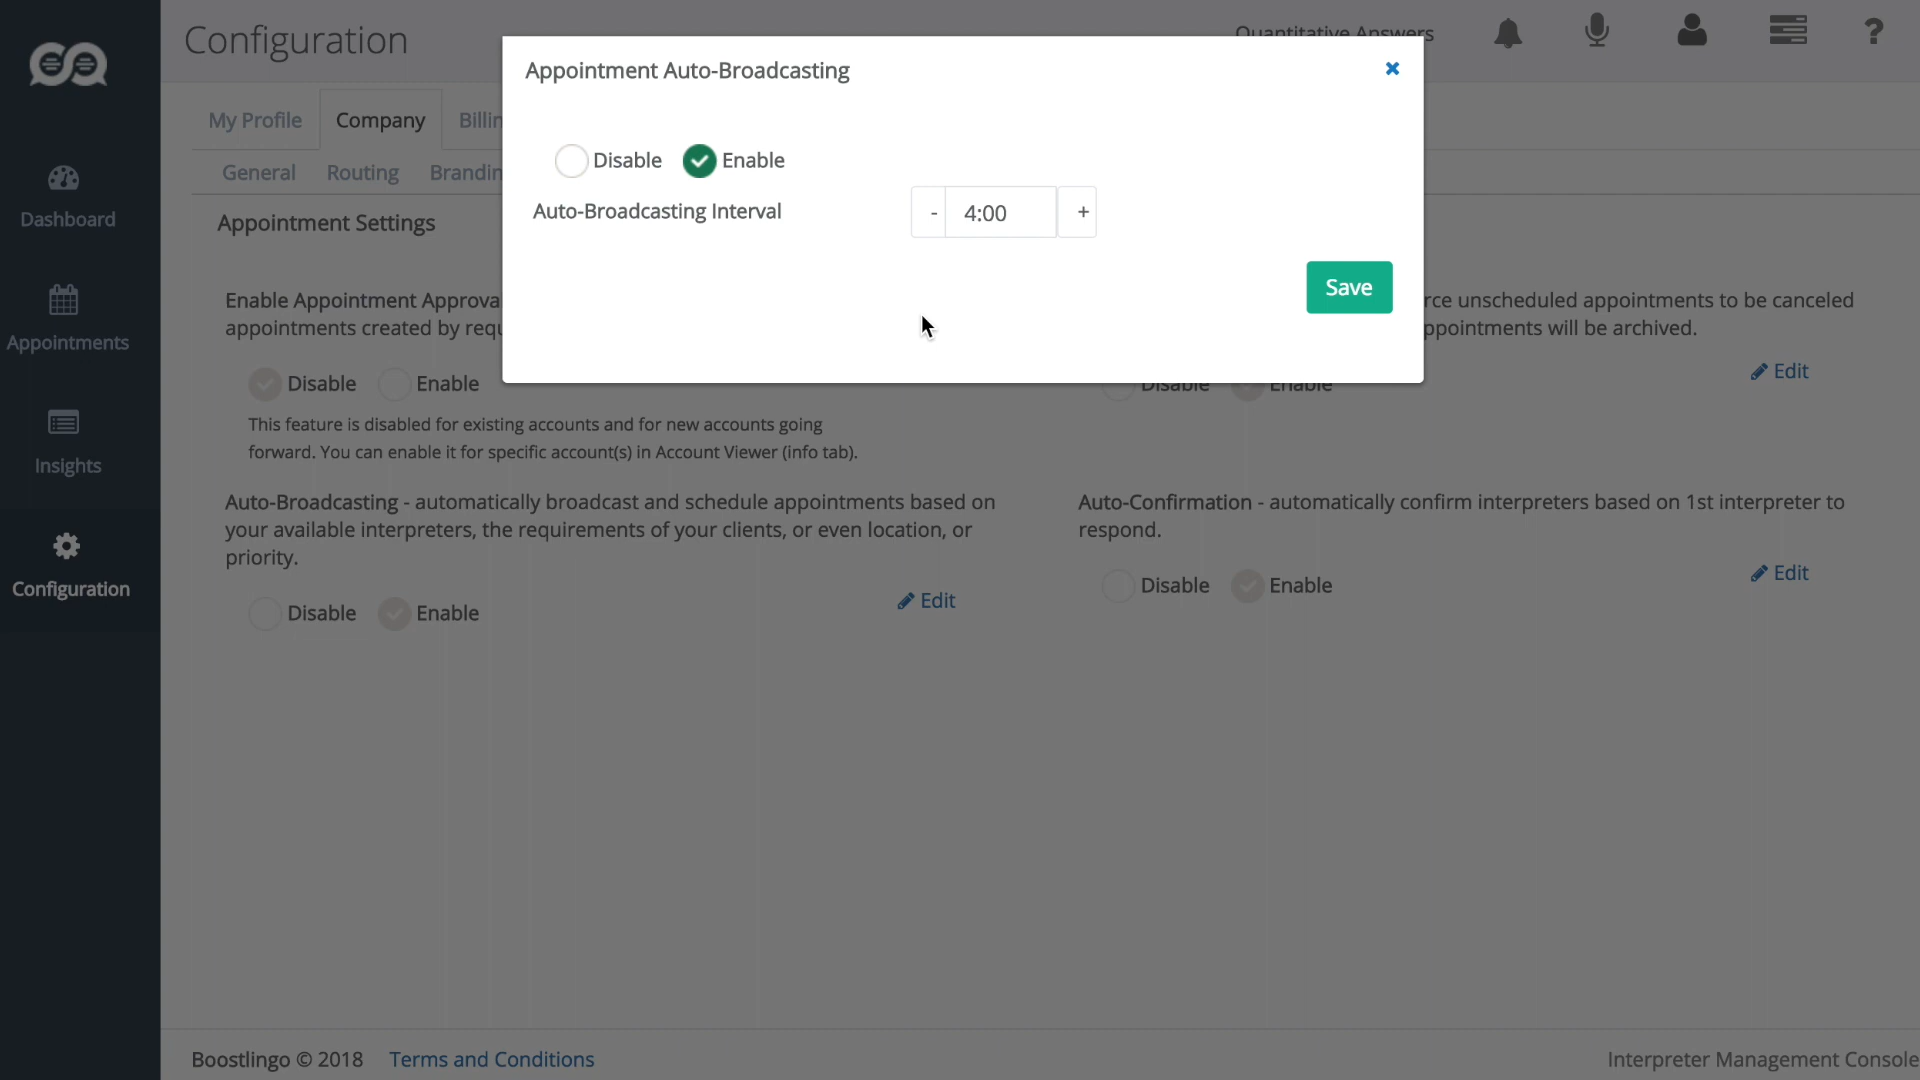 Configuration
Quantitative Answers
Appointment Auto-Broadcasting
My Profile
Company
Billin
Disable
Enable
General
Routing
Brandin
Auto-Broadcasting Interval
-
4:00
+
Dashboard
Appointment Settings
Save
Enable Appointment Approva
appointments created by requ
rce unscheduled appointments to be canceled
ppointments will be archived.
Appointments
Disable
Enable
Disable
Enable
Edit
This feature is disabled for existing accounts and for new accounts going
forward. You can enable it for specific account(s) in Account Viewer (info tab).
Insights
Auto-Broadcasting - automatically broadcast and schedule appointments based on
your available interpreters, the requirements of your clients, or even location, or
priority.
Auto-Confirmation - automatically confirm interpreters based on 1st interpreter to
respond.
Disable
Enable
Edit
Configuration
Disable
Enable
Edit
Boostlingo © 2018
Terms and Conditions
Interpreter Management Console